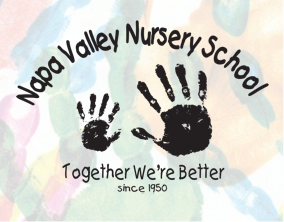 Napa Valley Nursery School
Together We're Better
since 1950